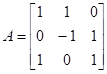 A = [ 1 1 0
0 -1 1
1 0 1 ]